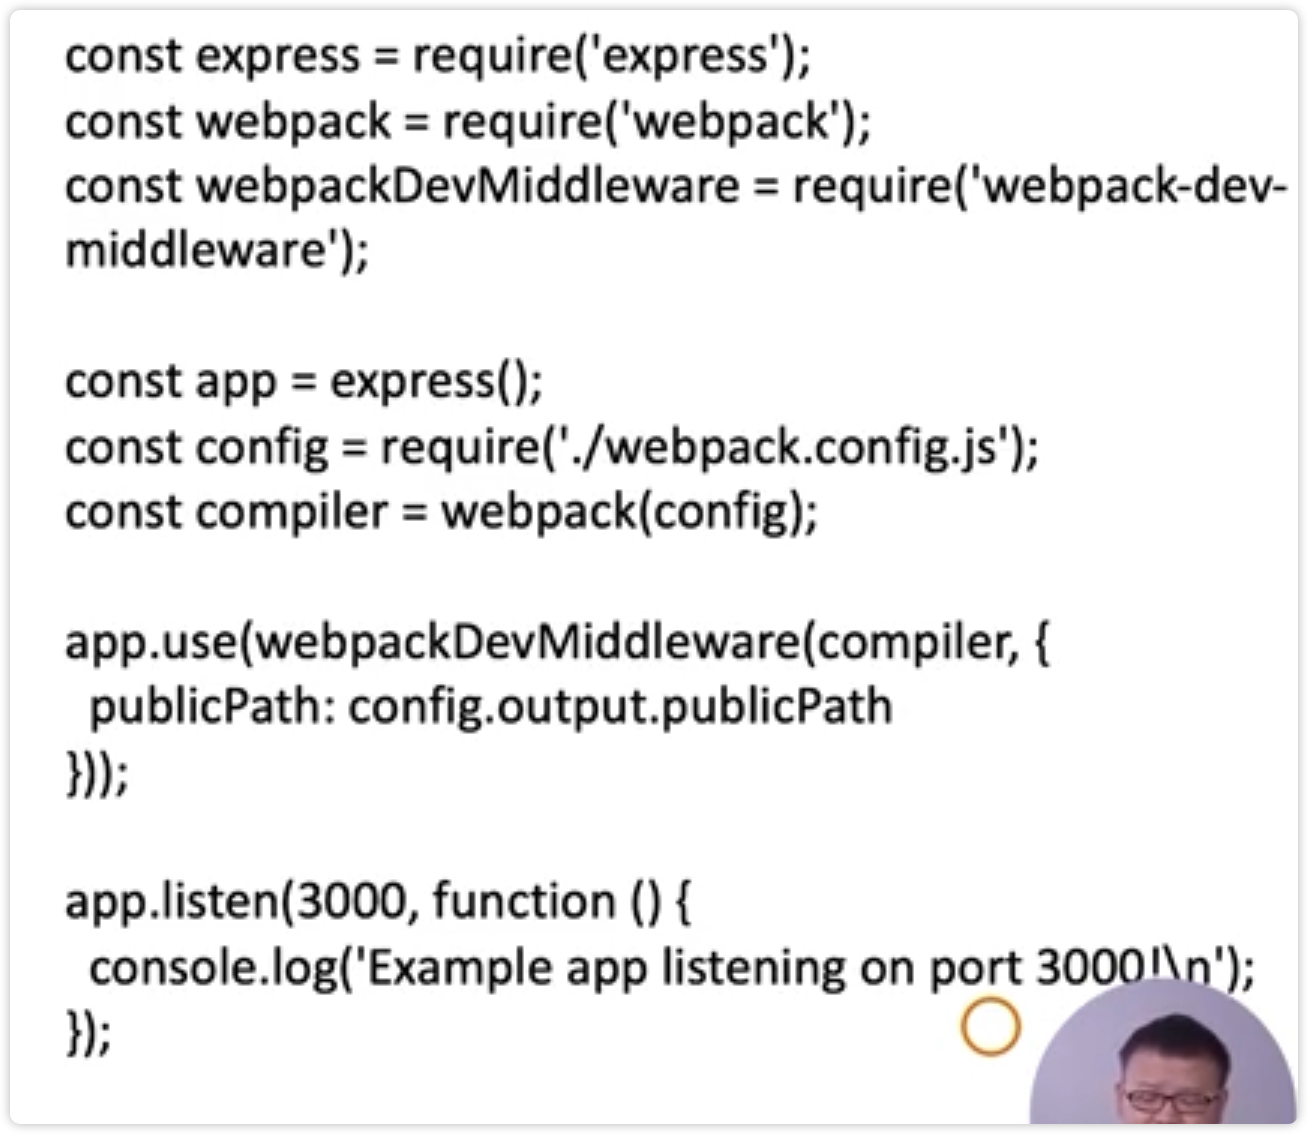 const express = require('express');
const webpack = require('webpack');
const webpackDevMiddleware = require('webpack-dev-
middleware');
const app = express();
const config = require('./webpack.config.js');
const compiler = webpack(config);
app.use(webpackDevMiddleware(compiler, {
publicPath: config.output.publicPath
}));
app.listen(3000, function () {
console.log('Example app listening on port 3000!\n');
});